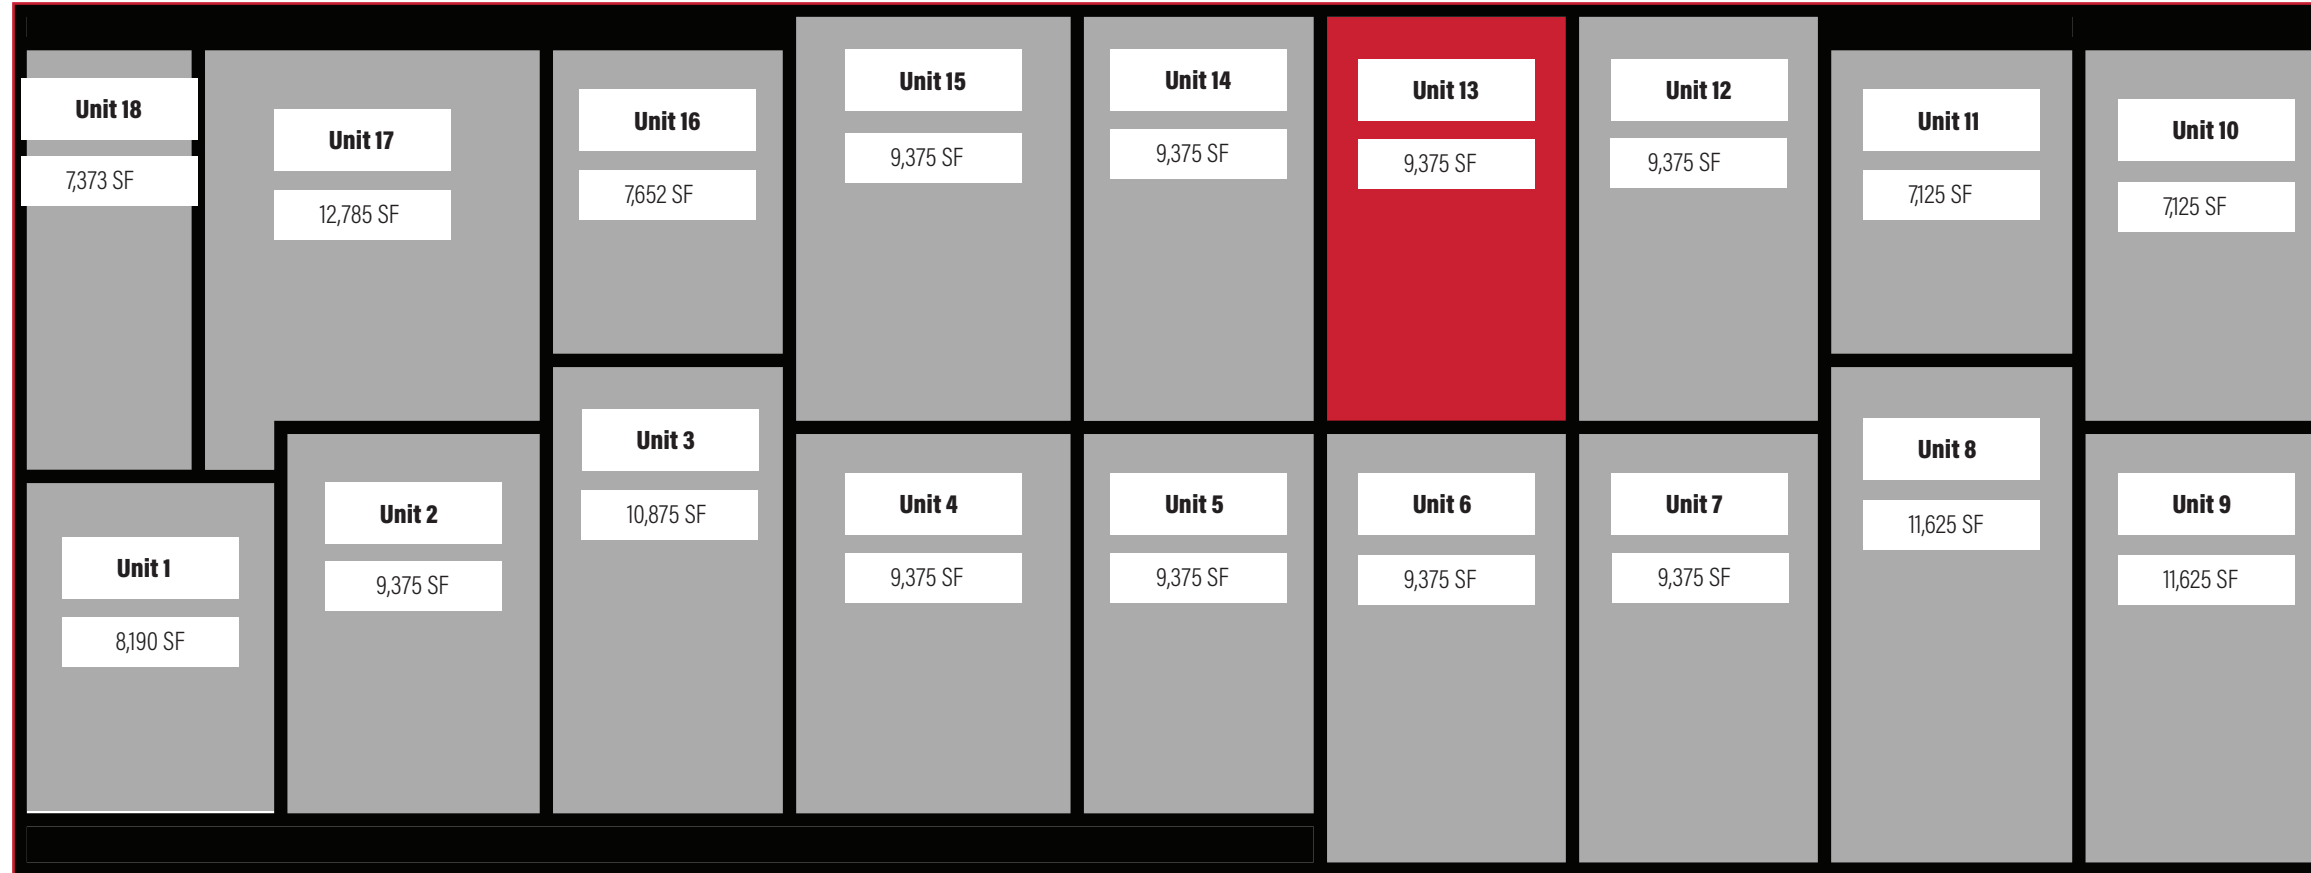 Unit 18
7,373 SF
Unit 17
12,785 SF
Unit 16
7,652 SF
Unit 15
9,375 SF
Unit 14
9,375 SF
Unit 13
9,375 SF
Unit 12
9,375 SF
Unit 11
7,125 SF
Unit 10
7,125 SF
Unit 1
8,190 SF
Unit 2
9,375 SF
Unit 3
10,875 SF
Unit 4
9,375 SF
Unit 5
9,375 SF
Unit 6
9,375 SF
Unit 7
9,375 SF
Unit 8
11,625 SF
Unit 9
11,625 SF